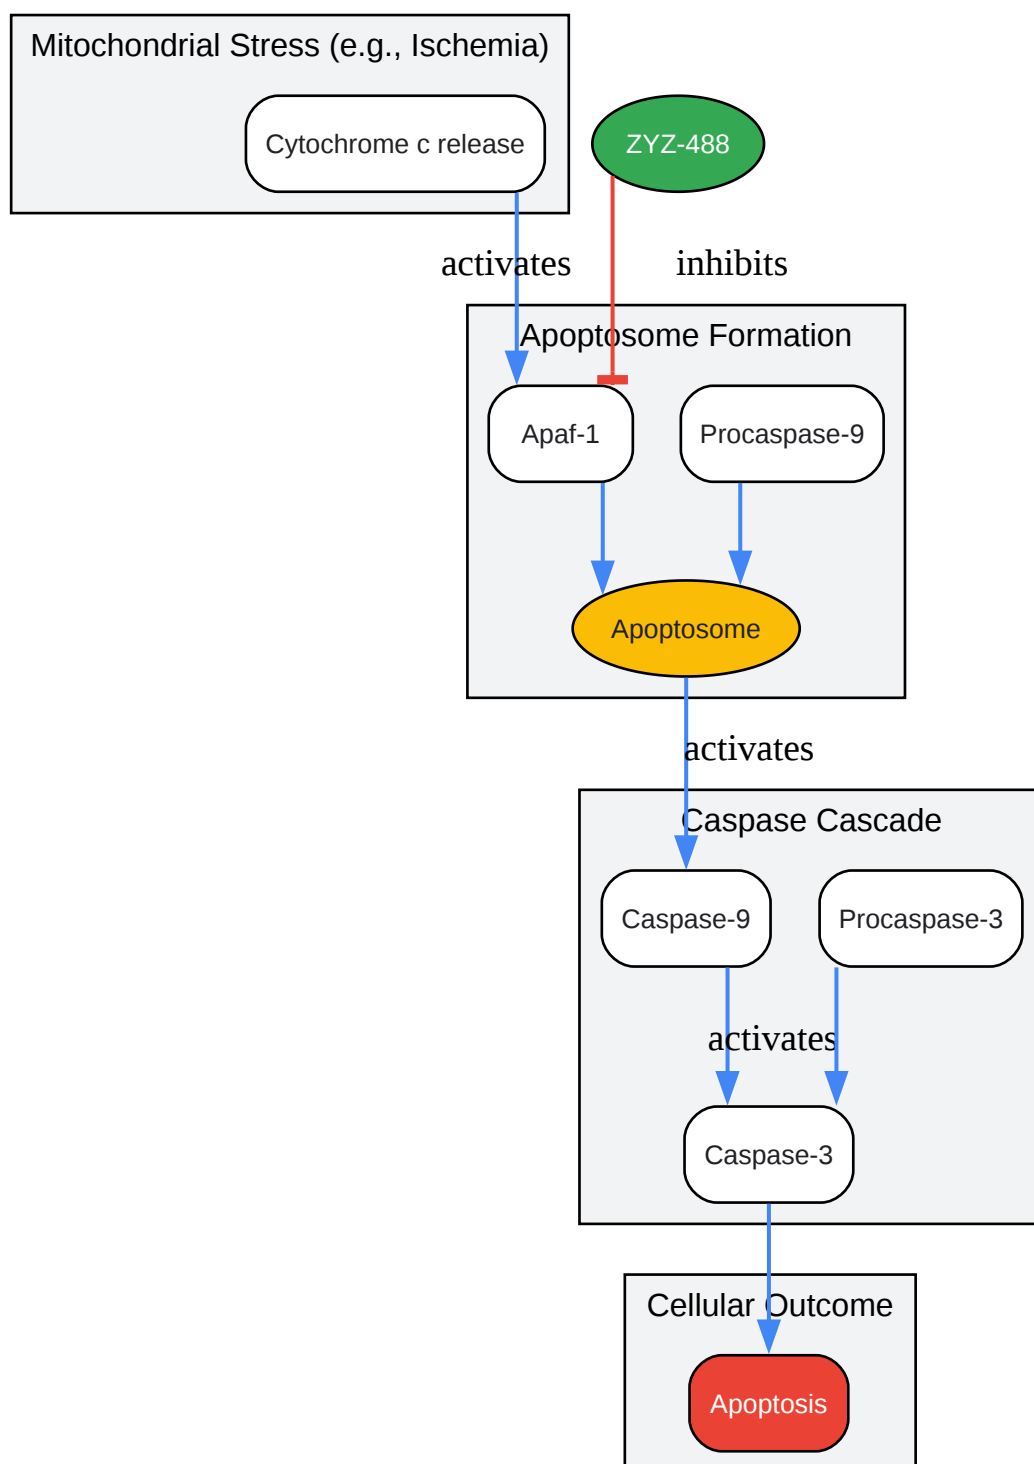 Mitochondrial Stress (e.g., Ischemia)
Cytochrome c release
ZYZ-488
activates
inhibits
Apoptosome Formation
Apaf-1
Procaspase-9
Apoptosome
activates
Caspase Cascade
Caspase-9
Procaspase-3
activates
Caspase-3
Cellular Outcome
Apoptosis